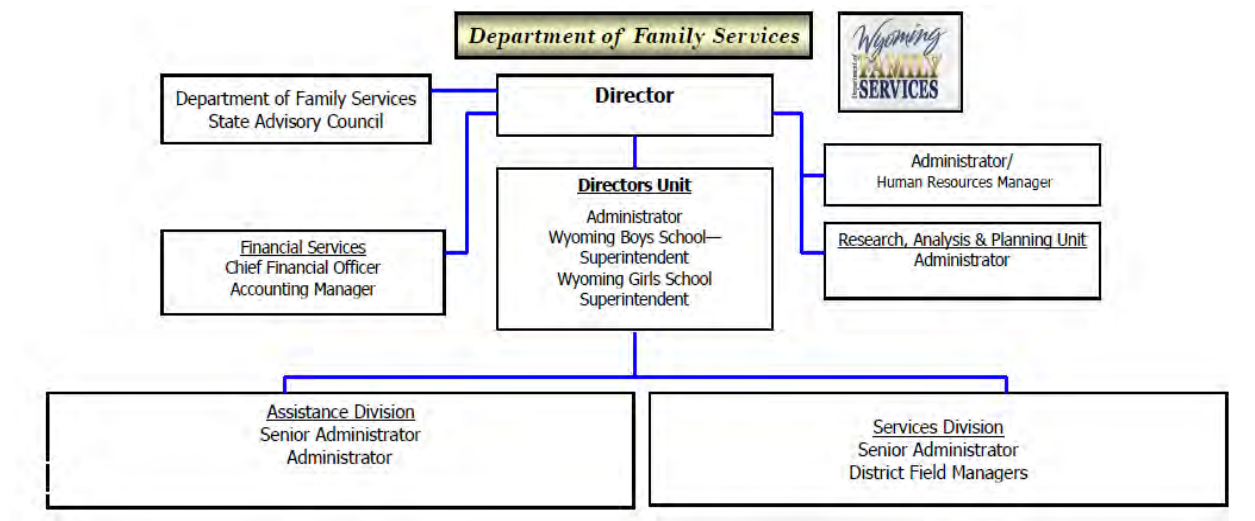 Department of Family Services
Wyoming
Department of
FAMILY
SERVICES
Department of Family Services
State Advisory Council
Director
Administrator/
Human Resources Manager
Directors Unit
Administrator
Wyoming Boys School—
Superintendent
Wyoming Girls School
Superintendent
Financial Services
Chief Financial Officer
Accounting Manager
Research, Analysis & Planning Unit
Administrator
Assistance Division
Senior Administrator
Administrator
Services Division
Senior Administrator
District Field Managers